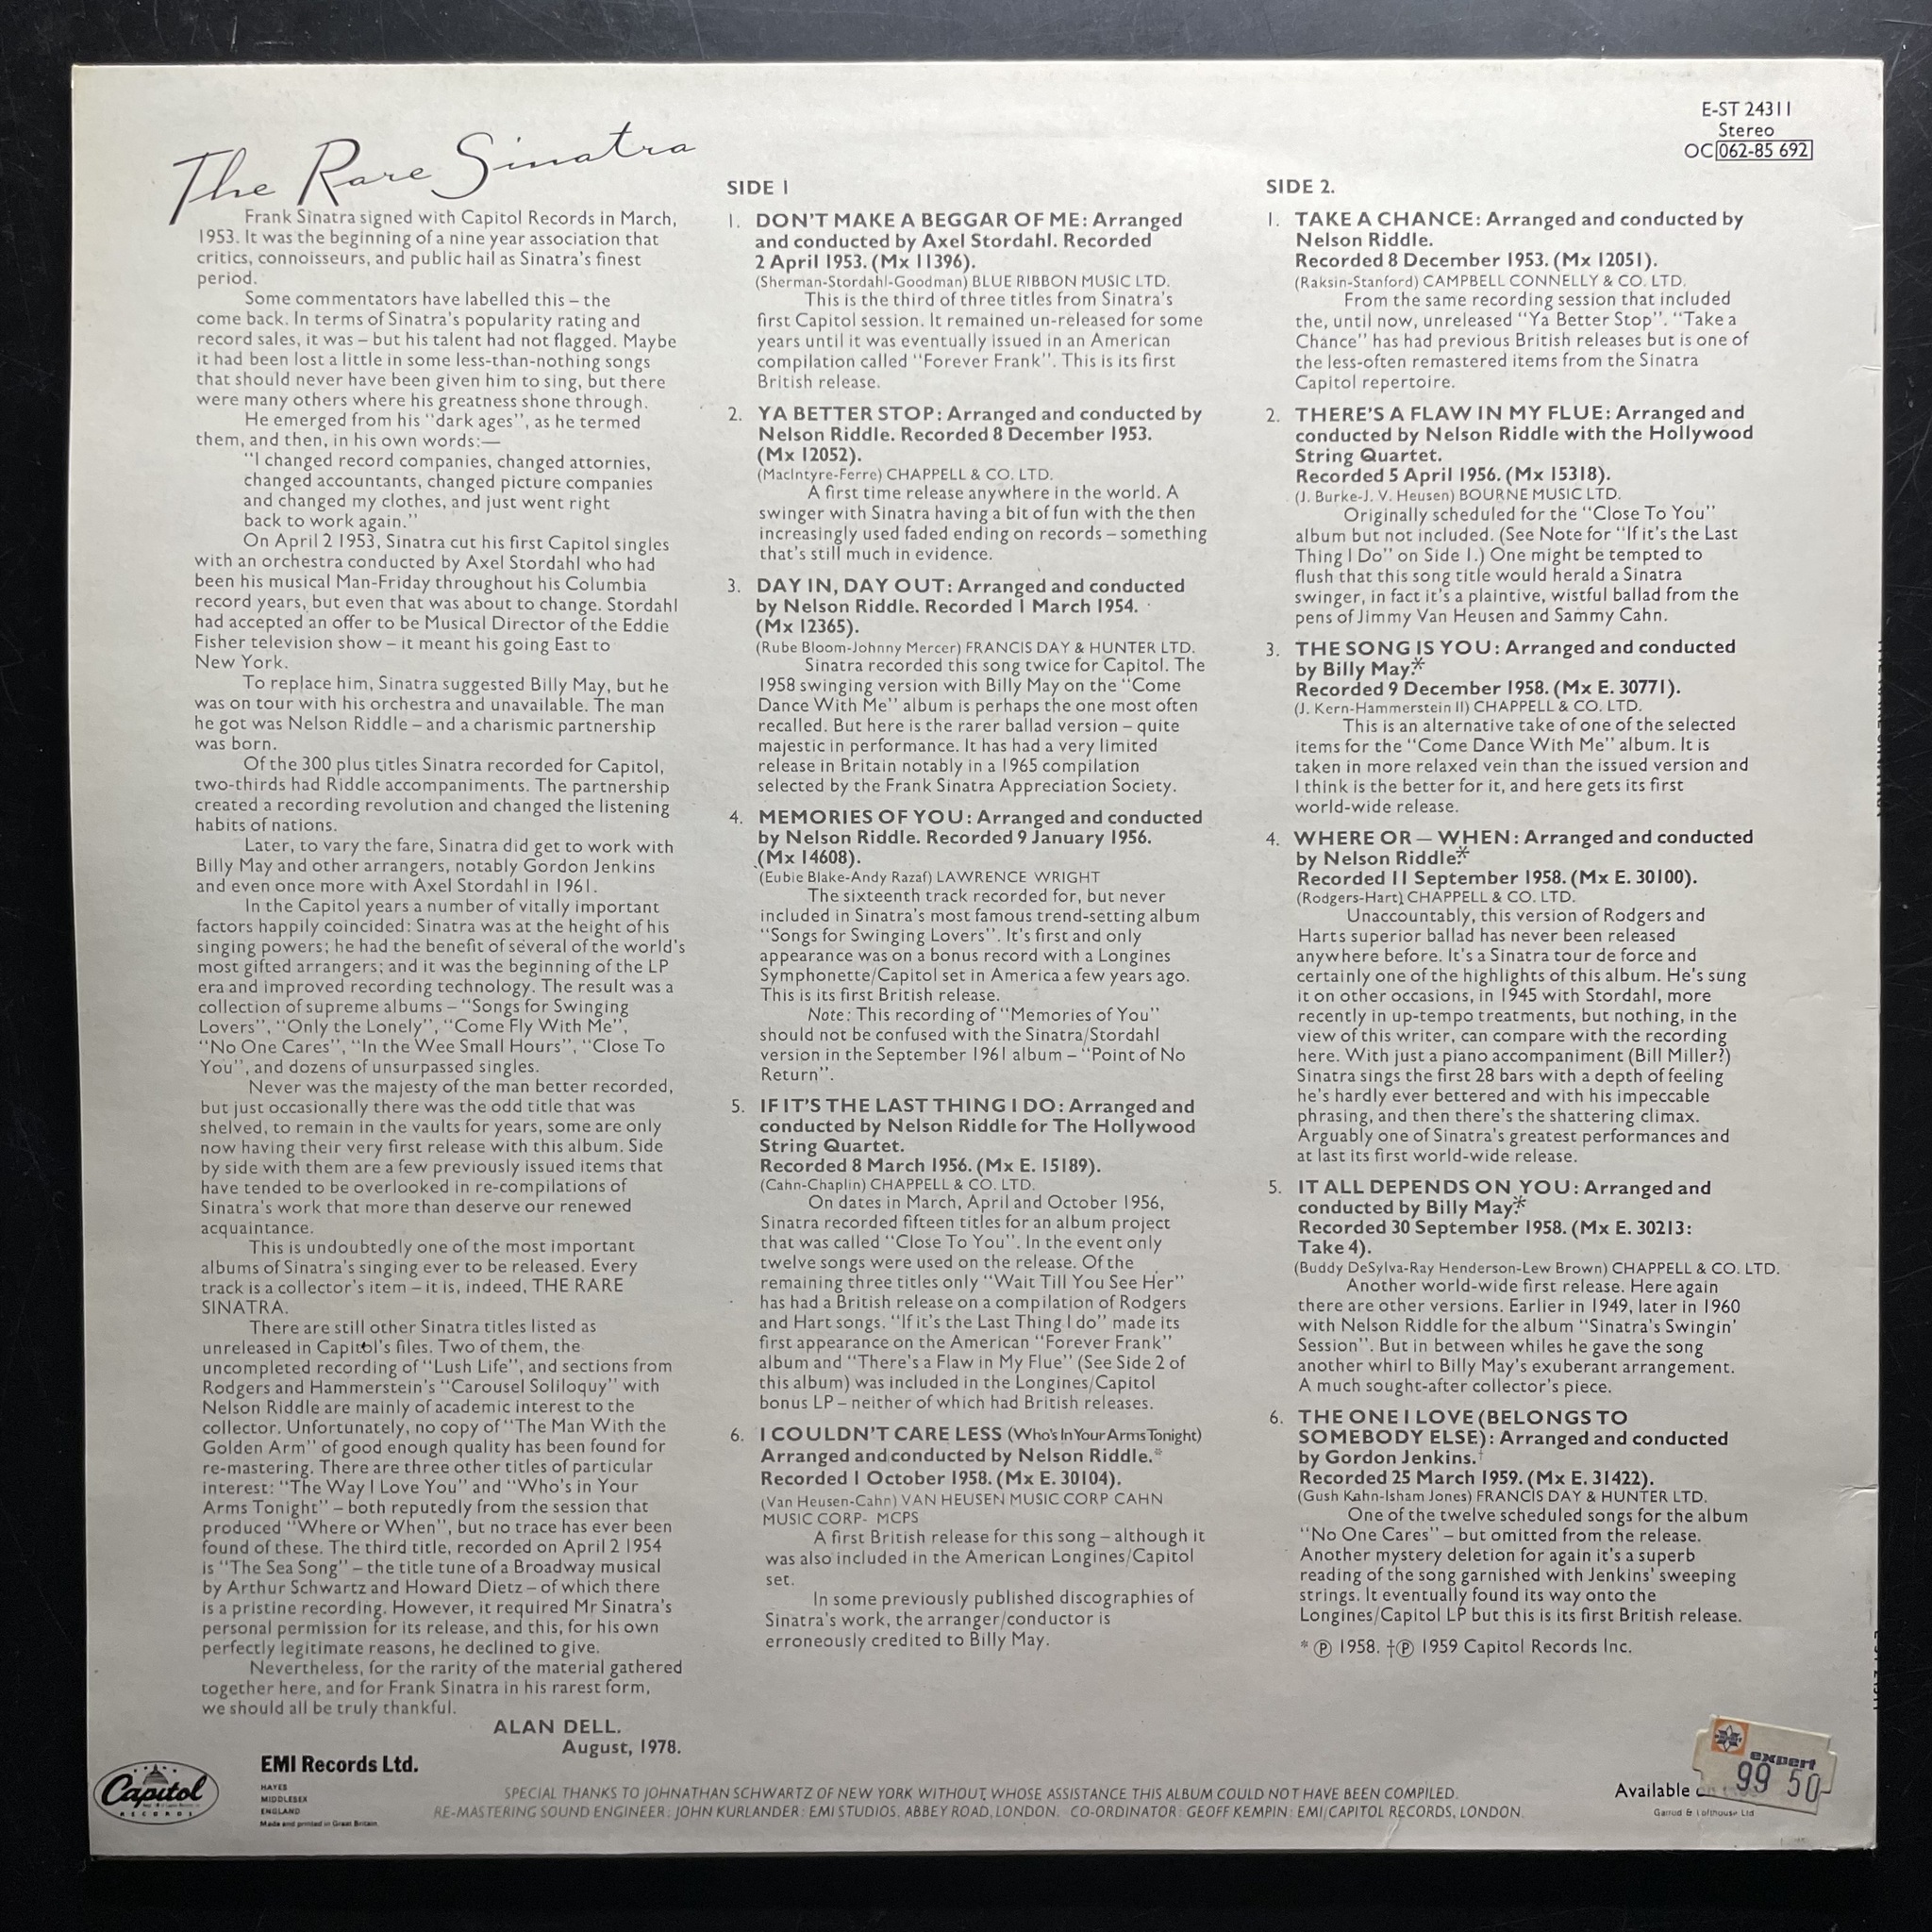 The Rare Sinatra
Frank Sinatra signed with Capitol Records in March,
1953. It was the beginning of a nine year association that
critics, connoisseurs, and public hail as Sinatra's finest
period.
Some commentators have labelled this – the
come back. In terms of Sinatra's popularity rating and
record sales, it was – but his talent had not flagged. Maybe
it had been lost a little in some less-than-nothing songs
that should never have been given him to sing, but there
were many others where his greatness shone through.
He emerged from his "dark ages", as he termed
them, and then, in his own words:—
"I changed record companies, changed attornies,
changed accountants, changed picture companies
and changed my clothes, and just went right
back to work again."
On April 2 1953, Sinatra cut his first Capitol singles
with an orchestra conducted by Axel Stordahl who had
been his musical Man-Friday throughout his Columbia
record years, but even that was about to change. Stordahl
had accepted an offer to be Musical Director of the Eddie
Fisher television show – it meant his going East to
New York.
To replace him, Sinatra suggested Billy May, but he
was on tour with his orchestra and unavailable. The man
he got was Nelson Riddle – and a charismic partnership
was born.
Of the 300 plus titles Sinatra recorded for Capitol,
two-thirds had Riddle accompaniments. The partnership
created a recording revolution and changed the listening
habits of nations.
Later, to vary the fare, Sinatra did get to work with
Billy May and other arrangers, notably Gordon Jenkins
and even once more with Axel Stordahl in 1961.
In the Capitol years a number of vitally important
factors happily coincided: Sinatra was at the height of his
singing powers; he had the benefit of several of the world's
most gifted arrangers; and it was the beginning of the LP
era and improved recording technology. The result was a
collection of supreme albums – "Songs for Swinging
Lovers", "Only the Lonely", "Come Fly With Me",
"No One Cares", "In the Wee Small Hours", "Close To
You", and dozens of unsurpassed singles.
Never was the majesty of the man better recorded,
but just occasionally there was the odd title that was
shelved, to remain in the vaults for years, some are only
now having their very first release with this album. Side
by side with them are a few previously issued items that
have tended to be overlooked in re-compilations of
Sinatra's work that more than deserve our renewed
acquaintance.
This is undoubtedly one of the most important
albums of Sinatra's singing ever to be released. Every
track is a collector's item – it is, indeed, THE RARE
SINATRA.
There are still other Sinatra titles listed as
unreleased in Capitol's files. Two of them, the
uncompleted recording of "Lush Life", and sections from
Rodgers and Hammerstein's "Carousel Soliloquy" with
Nelson Riddle are mainly of academic interest to the
collector. Unfortunately, no copy of "The Man With the
Golden Arm" of good enough quality has been found for
re-mastering. There are three other titles of particular
interest: "The Way I Love You" and "Who's in Your
Arms Tonight" – both reputedly from the session that
produced "Where or When", but no trace has ever been
found of these. The third title, recorded on April 2 1954
is "The Sea Song" – the title tune of a Broadway musical
by Arthur Schwartz and Howard Dietz – of which there
is a pristine recording. However, it required Mr Sinatra's
personal permission for its release, and this, for his own
perfectly legitimate reasons, he declined to give.
Nevertheless, for the rarity of the material gathered
together here, and for Frank Sinatra in his rarest form,
we should all be truly thankful.
ALAN DELL.
August, 1978.
SIDE 1
1. DON'T MAKE A BEGGAR OF ME: Arranged
and conducted by Axel Stordahl. Recorded
2 April 1953. (Mx 11396).
(Sherman-Stordahl-Goodman) BLUE RIBBON MUSIC LTD.
This is the third of three titles from Sinatra's
first Capitol session. It remained un-released for some
years until it was eventually issued in an American
compilation called "Forever Frank". This is its first
British release.
2. YA BETTER STOP: Arranged and conducted by
Nelson Riddle. Recorded 8 December 1953.
(Mx 12052).
(MacIntyre-Ferre) CHAPPELL & CO. LTD.
A first time release anywhere in the world. A
swinger with Sinatra having a bit of fun with the then
increasingly used faded ending on records – something
that's still much in evidence.
3. DAY IN, DAY OUT: Arranged and conducted
by Nelson Riddle. Recorded 1 March 1954.
(Mx 12365).
(Rube Bloom-Johnny Mercer) FRANCIS DAY & HUNTER LTD.
Sinatra recorded this song twice for Capitol. The
1958 swinging version with Billy May on the "Come
Dance With Me" album is perhaps the one most often
recalled. But here is the rarer ballad version – quite
majestic in performance. It has had a very limited
release in Britain notably in a 1965 compilation
selected by the Frank Sinatra Appreciation Society.
4. MEMORIES OF YOU: Arranged and conducted
by Nelson Riddle. Recorded 9 January 1956.
(Mx 14608).
(Eubie Blake-Andy Razaf) LAWRENCE WRIGHT
The sixteenth track recorded for, but never
included in Sinatra's most famous trend-setting album
"Songs for Swinging Lovers". It's first and only
appearance was on a bonus record with a Longines
Symphonette/Capitol set in America a few years ago.
This is its first British release.
Note: This recording of "Memories of You"
should not be confused with the Sinatra/Stordahl
version in the September 1961 album – "Point of No
Return".
5. IF IT'S THE LAST THING I DO: Arranged and
conducted by Nelson Riddle for The Hollywood
String Quartet.
Recorded 8 March 1956. (Mx E. 15189).
(Cahn-Chaplin) CHAPPELL & CO. LTD.
On dates in March, April and October 1956,
Sinatra recorded fifteen titles for an album project
that was called "Close To You". In the event only
twelve songs were used on the release. Of the
remaining three titles only "Wait Till You See Her"
has had a British release on a compilation of Rodgers
and Hart songs. "If it's the Last Thing I do" made its
first appearance on the American "Forever Frank"
album and "There's a Flaw in My Flue" (See Side 2 of
this album) was included in the Longines/Capitol
bonus LP – neither of which had British releases.
6. I COULDN'T CARE LESS (Who's In Your Arms Tonight)
Arranged and conducted by Nelson Riddle.*
Recorded 1 October 1958. (Mx E. 30104).
(Van Heusen-Cahn) VAN HEUSEN MUSIC CORP CAHN
MUSIC CORP- MCPS
A first British release for this song – although it
was also included in the American Longines/Capitol
set.
In some previously published discographies of
Sinatra's work, the arranger/conductor is
erroneously credited to Billy May.
E-ST 24311
Stereo
OC 062-85 692
SIDE 2.
1. TAKE A CHANCE: Arranged and conducted by
Nelson Riddle.
Recorded 8 December 1953. (Mx 12051).
(Raksin-Stanford) CAMPBELL CONNELLY & CO. LTD.
From the same recording session that included
the, until now, unreleased "Ya Better Stop". "Take a
Chance" has had previous British releases but is one of
the less-often remastered items from the Sinatra
Capitol repertoire.
2. THERE'S A FLAW IN MY FLUE: Arranged and
conducted by Nelson Riddle with the Hollywood
String Quartet.
Recorded 5 April 1956. (Mx 15318).
(J. Burke-J. V. Heusen) BOURNE MUSIC LTD.
Originally scheduled for the "Close To You"
album but not included. (See Note for "If it's the Last
Thing I Do" on Side 1.) One might be tempted to
flush that this song title would herald a Sinatra
swinger, in fact it's a plaintive, wistful ballad from the
pens of Jimmy Van Heusen and Sammy Cahn.
3. THE SONG IS YOU: Arranged and conducted
by Billy May.*
Recorded 9 December 1958. (Mx E. 30771).
(J. Kern-Hammerstein II) CHAPPELL & CO. LTD.
This is an alternative take of one of the selected
items for the "Come Dance With Me" album. It is
taken in more relaxed vein than the issued version and
I think is the better for it, and here gets its first
world-wide release.
4. WHERE OR – WHEN: Arranged and conducted
by Nelson Riddle.*
Recorded 11 September 1958. (Mx E. 30100).
(Rodgers-Hart) CHAPPELL & CO. LTD.
Unaccountably, this version of Rodgers and
Harts superior ballad has never been released
anywhere before. It's a Sinatra tour de force and
certainly one of the highlights of this album. He's sung
it on other occasions, in 1945 with Stordahl, more
recently in up-tempo treatments, but nothing, in the
view of this writer, can compare with the recording
here. With just a piano accompaniment (Bill Miller?)
Sinatra sings the first 28 bars with a depth of feeling
he's hardly ever bettered and with his impeccable
phrasing, and then there's the shattering climax.
Arguably one of Sinatra's greatest performances and
at last its first world-wide release.
5. IT ALL DEPENDS ON YOU: Arranged and
conducted by Billy May.*
Recorded 30 September 1958. (Mx E. 30213:
Take 4).
(Buddy DeSylva-Ray Henderson-Lew Brown) CHAPPELL & CO. LTD.
Another world-wide first release. Here again
there are other versions. Earlier in 1949, later in 1960
with Nelson Riddle for the album "Sinatra's Swingin'
Session". But in between whiles he gave the song
another whirl to Billy May's exuberant arrangement.
A much sought-after collector's piece.
6. THE ONE I LOVE (BELONGS TO
SOMEBODY ELSE): Arranged and conducted
by Gordon Jenkins.†
Recorded 25 March 1959. (Mx E. 31422).
(Gush Kahn-Isham Jones) FRANCIS DAY & HUNTER LTD.
One of the twelve scheduled songs for the album
"No One Cares" – but omitted from the release.
Another mystery deletion for again it's a superb
reading of the song garnished with Jenkins' sweeping
strings. It eventually found its way onto the
Longines/Capitol LP but this is its first British release.
* ℗ 1958. †℗ 1959 Capitol Records Inc.
Capitol
RECORDS
EMI Records Ltd.
HAYES
MIDDLESEX
ENGLAND
Made and printed in Great Britain
SPECIAL THANKS TO JOHNATHAN SCHWARTZ OF NEW YORK WITHOUT WHOSE ASSISTANCE THIS ALBUM COULD NOT HAVE BEEN COMPILED.
RE-MASTERING SOUND ENGINEER: JOHN KURLANDER: EMI STUDIOS, ABBEY ROAD, LONDON. CO-ORDINATOR: GEOFF KEMPIN: EMI/CAPITOL RECORDS, LONDON.
Available
Garrod & Lofthouse Ltd
expert
99 50